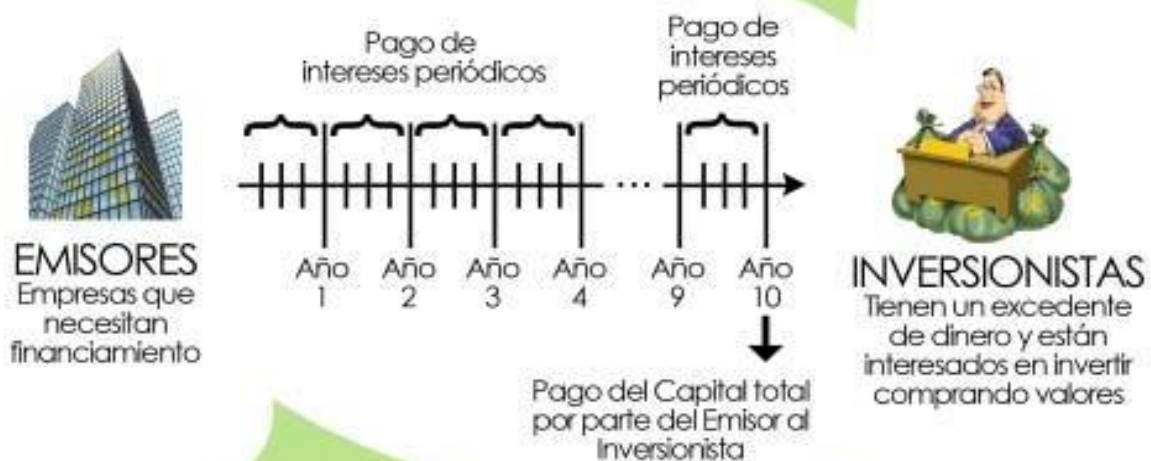 Pago de
intereses periódicos
Pago de
intereses
periódicos
...
Año
1
Año
2
Año
3
Año
4
Año
9
Año
10
EMISORES
Empresas que
necesitan
financiamiento
INVERSIONISTAS
Tienen un excedente
de dinero y están
interesados en invertir
comprando valores
Pago del Capital total
por parte del Emisor al
Inversionista